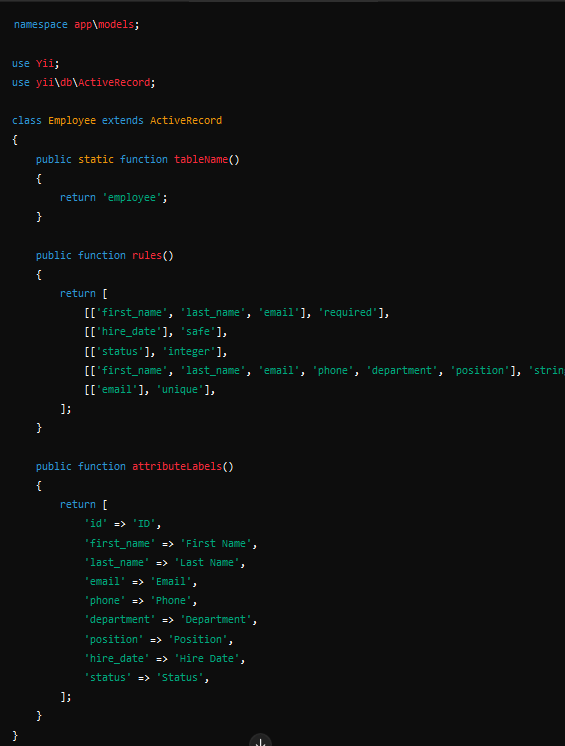 namespace app\models;
use Yii;
use yii\db\ActiveRecord;
class Employee extends ActiveRecord
{
    public static function tableName()
    {
        return 'employee';
    }
    public function rules()
    {
        return [
            [['first_name', 'last_name', 'email'], 'required'],
            [['hire_date'], 'safe'],
            [['status'], 'integer'],
            [['first_name', 'last_name', 'email', 'phone', 'department', 'position'], 'strin
            [['email'], 'unique'],
        ];
    }
    public function attributeLabels()
    {
        return [
            'id' => 'ID',
            'first_name' => 'First Name',
            'last_name' => 'Last Name',
            'email' => 'Email',
            'phone' => 'Phone',
            'department' => 'Department',
            'position' => 'Position',
            'hire_date' => 'Hire Date',
            'status' => 'Status',
        ];
    }
}